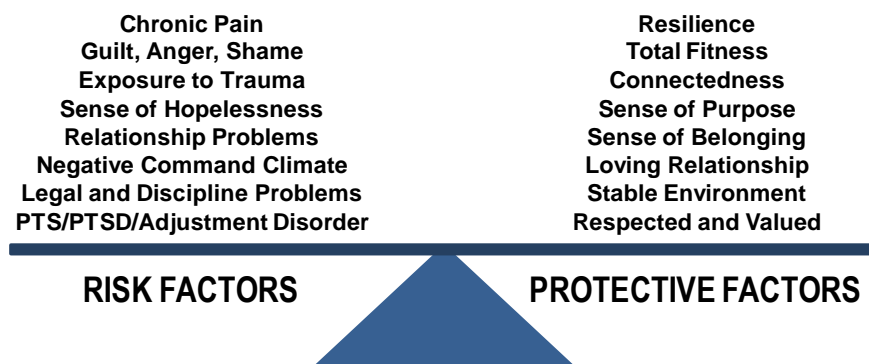 Chronic Pain
Guilt, Anger, Shame
Exposure to Trauma
Sense of Hopelessness
Relationship Problems
Negative Command Climate
Legal and Discipline Problems
PTS/PTSD/Adjustment Disorder
RISK FACTORS
Resilience
Total Fitness
Connectedness
Sense of Purpose
Sense of Belonging
Loving Relationship
Stable Environment
Respected and Valued
PROTECTIVE FACTORS